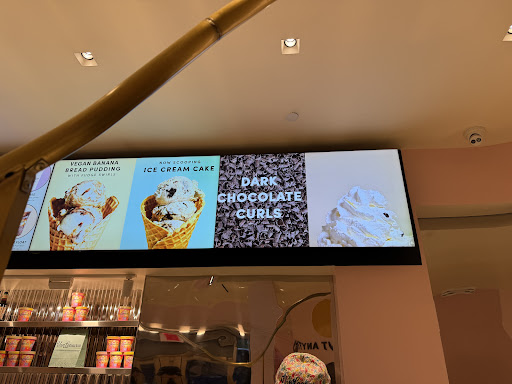 VEGAN BANANA
BREAD PUDDING
WITH FUDGE SWIRLS
NOW SCOOPING
ICE CREAM CAKE
DARK
CHOCOLATE
CURLS